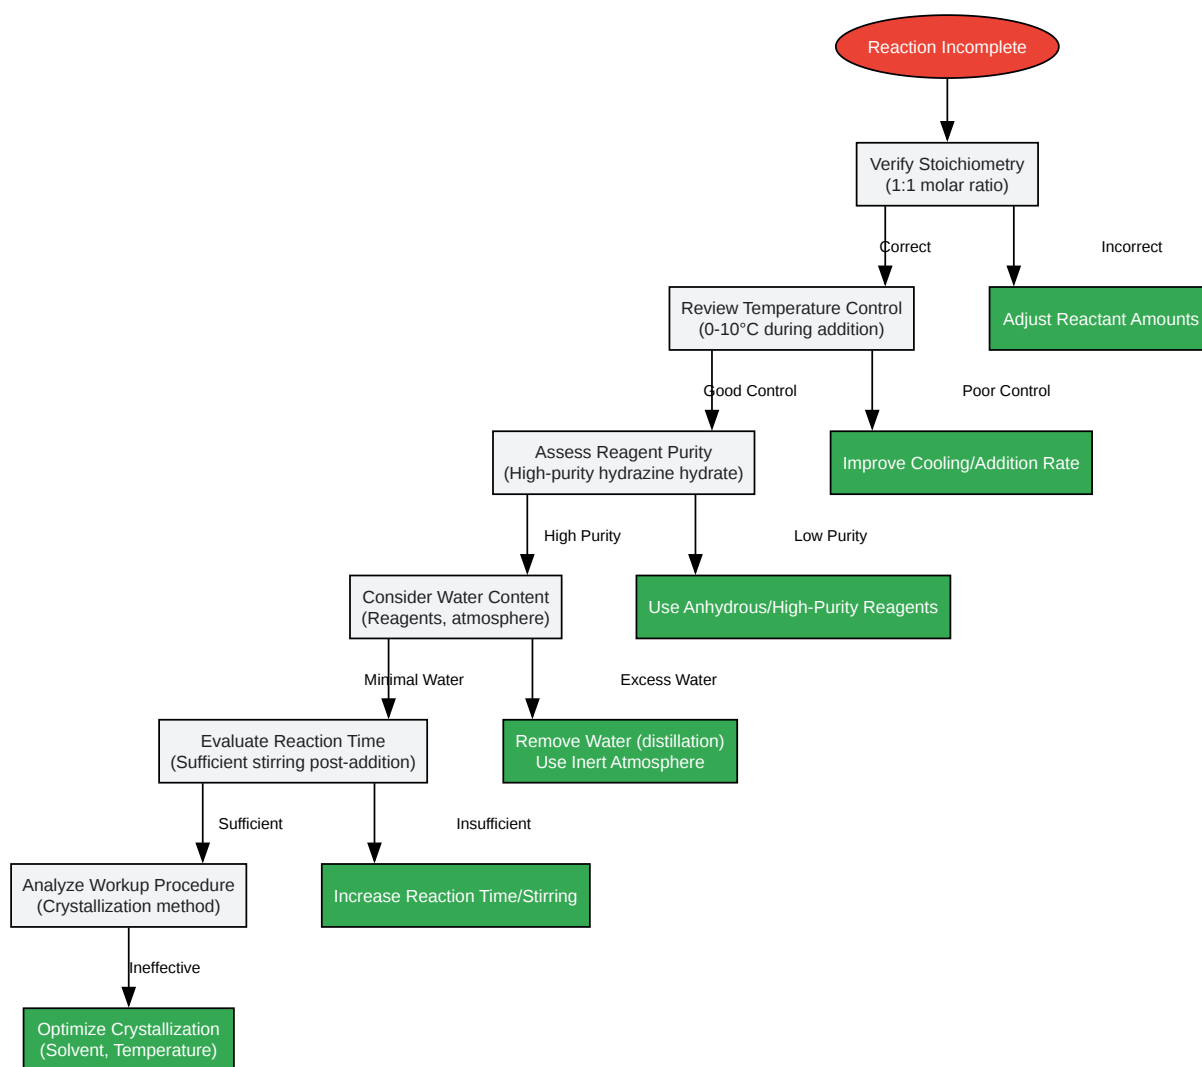 Reaction Incomplete
Verify Stoichiometry
(1:1 molar ratio)
Correct
Incorrect
Review Temperature Control
(0-10°C during addition)
Adjust Reactant Amounts
Good Control
Poor Control
Assess Reagent Purity
(High-purity hydrazine hydrate)
Improve Cooling/Addition Rate
High Purity
Low Purity
Consider Water Content
(Reagents, atmosphere)
Use Anhydrous/High-Purity Reagents
Minimal Water
Excess Water
Evaluate Reaction Time
(Sufficient stirring post-addition)
Remove Water (distillation)
Use Inert Atmosphere
Sufficient
Insufficient
Analyze Workup Procedure
(Crystallization method)
Increase Reaction Time/Stirring
Ineffective
Optimize Crystallization
(Solvent, Temperature)